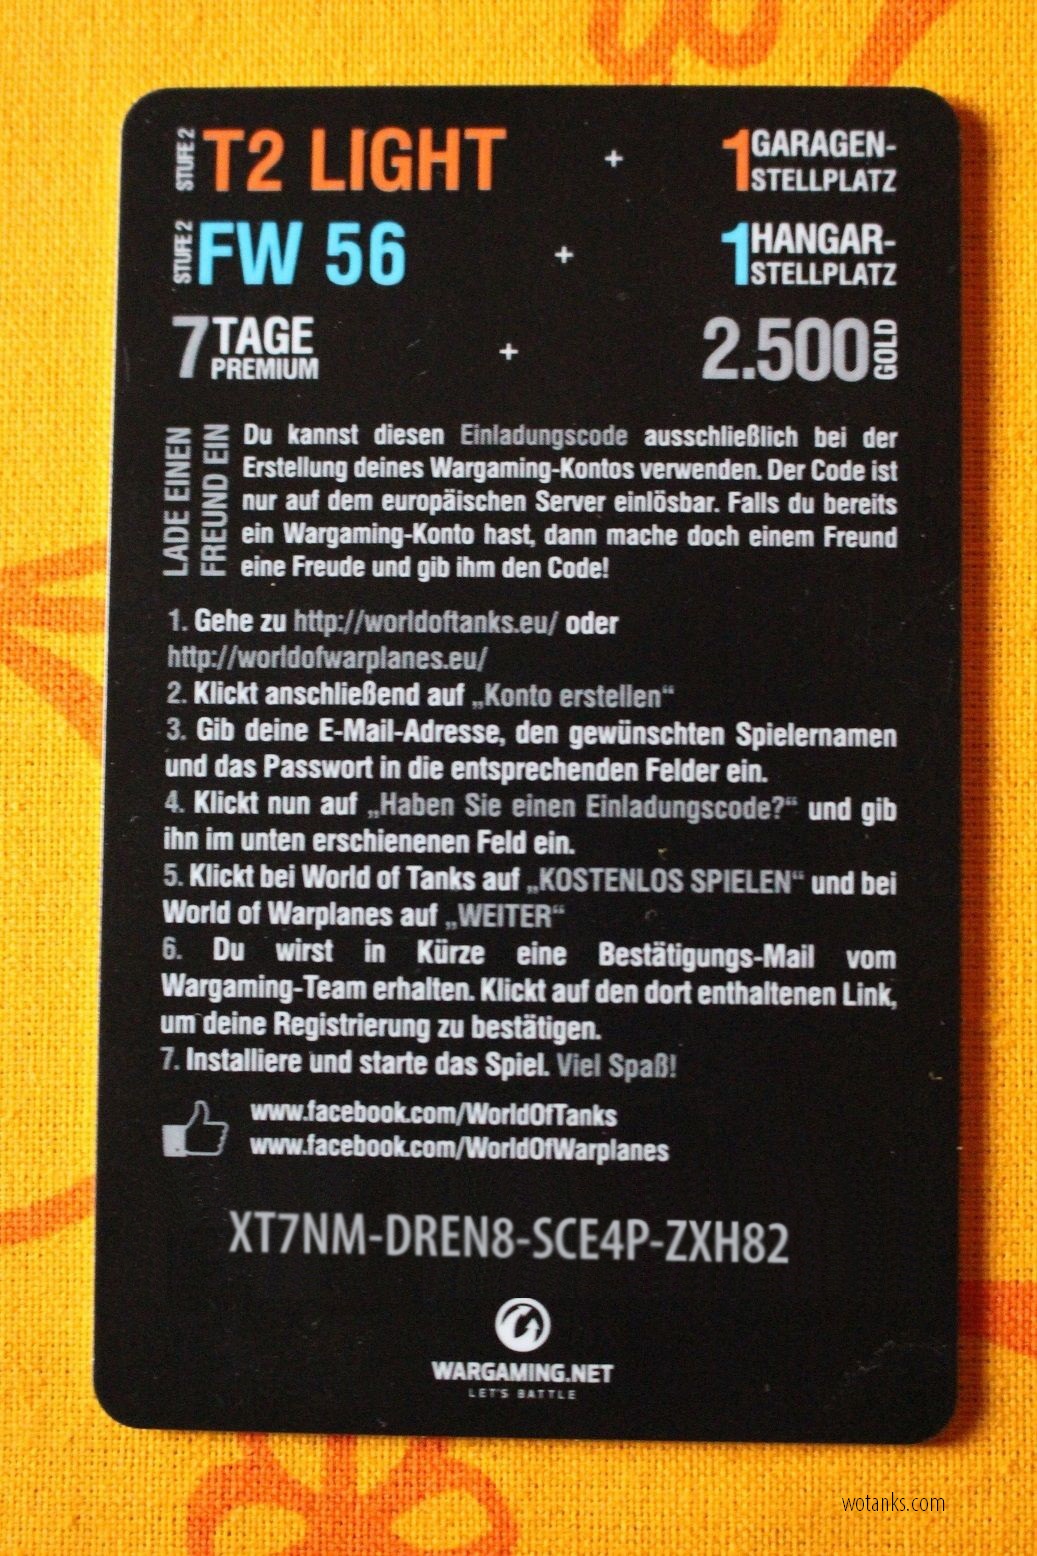 STUFE 2 T2 LIGHT + 1 GARAGEN-
STELLPLATZ
STUFE 2 FW 56 + 1 HANGAR-
STELLPLATZ
7 TAGE
PREMIUM + 2.500 GOLD
LADE EINEN
FREUND EIN
Du kannst diesen Einladungscode ausschließlich bei der
Erstellung deines Wargaming-Kontos verwenden. Der Code ist
nur auf dem europäischen Server einlösbar. Falls du bereits
ein Wargaming-Konto hast, dann mache doch einem Freund
eine Freude und gib ihm den Code!
1. Gehe zu http://worldoftanks.eu/ oder
http://worldofwarplanes.eu/
2. Klickt anschließend auf „Konto erstellen“
3. Gib deine E-Mail-Adresse, den gewünschten Spielernamen
und das Passwort in die entsprechenden Felder ein.
4. Klickt nun auf „Haben Sie einen Einladungscode?“ und gib
ihn im unten erschienenen Feld ein.
5. Klickt bei World of Tanks auf „KOSTENLOS SPIELEN“ und bei
World of Warplanes auf „WEITER“
6. Du wirst in Kürze eine Bestätigungs-Mail vom
Wargaming-Team erhalten. Klickt auf den dort enthaltenen Link,
um deine Registrierung zu bestätigen.
7. Installiere und starte das Spiel. Viel Spaß!
www.facebook.com/WorldOfTanks
www.facebook.com/WorldOfWarplanes
XT7NM-DREN8-SCE4P-ZXH82
WARGAMING.NET
LET'S BATTLE
wotanks.com